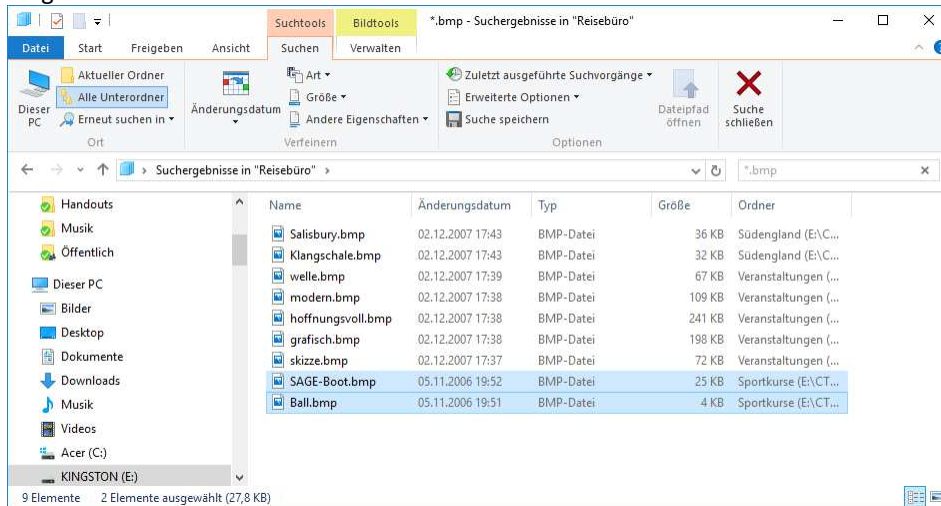 Suchtools Bildtools *.bmp - Suchergebnisse in "Reisebüro"
Datei Start Freigeben Ansicht Suchen Verwalten
Dieser PC
Aktueller Ordner
Alle Unterordner
Erneut suchen in
Ort
Änderungsdatum
Art
Größe
Andere Eigenschaften
Verfeinern
Zuletzt ausgeführte Suchvorgänge
Erweiterte Optionen
Suche speichern
Dateipfad öffnen
Optionen
Suche schließen
Suchergebnisse in "Reisebüro"
*.bmp
Handouts
Musik
Öffentlich
Dieser PC
Bilder
Desktop
Dokumente
Downloads
Musik
Videos
Acer (C:)
KINGSTON (E:)
Name Änderungsdatum Typ Größe Ordner
Salisbury.bmp 02.12.2007 17:43 BMP-Datei 36 KB Südengland (E:\C...
Klangschale.bmp 02.12.2007 17:43 BMP-Datei 32 KB Südengland (E:\C...
welle.bmp 02.12.2007 17:39 BMP-Datei 67 KB Veranstaltungen (...
modern.bmp 02.12.2007 17:38 BMP-Datei 109 KB Veranstaltungen (...
hoffnungsvoll.bmp 02.12.2007 17:38 BMP-Datei 241 KB Veranstaltungen (...
grafisch.bmp 02.12.2007 17:38 BMP-Datei 198 KB Veranstaltungen (...
skizze.bmp 02.12.2007 17:37 BMP-Datei 72 KB Veranstaltungen (...
SAGE-Boot.bmp 05.11.2006 19:52 BMP-Datei 25 KB Sportkurse (E:\CT...
Ball.bmp 05.11.2006 19:51 BMP-Datei 4 KB Sportkurse (E:\CT...
9 Elemente 2 Elemente ausgewählt (27,8 KB)